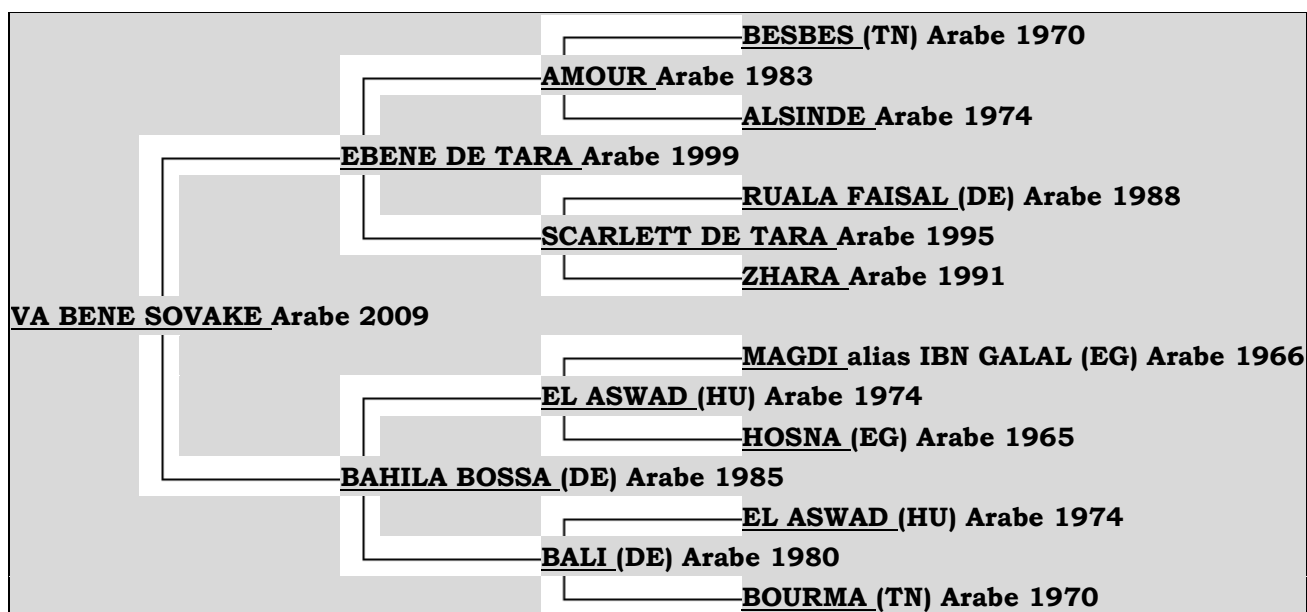 BESBES (TN) Arabe 1970
AMOUR Arabe 1983
ALSINDE Arabe 1974
EBENE DE TARA Arabe 1999
RUALA FAISAL (DE) Arabe 1988
SCARLETT DE TARA Arabe 1995
ZHARA Arabe 1991
VA BENE SOVAKE Arabe 2009
MAGDI alias IBN GALAL (EG) Arabe 1966
EL ASWAD (HU) Arabe 1974
HOSNA (EG) Arabe 1965
BAHILA BOSSA (DE) Arabe 1985
EL ASWAD (HU) Arabe 1974
BALI (DE) Arabe 1980
BOURMA (TN) Arabe 1970